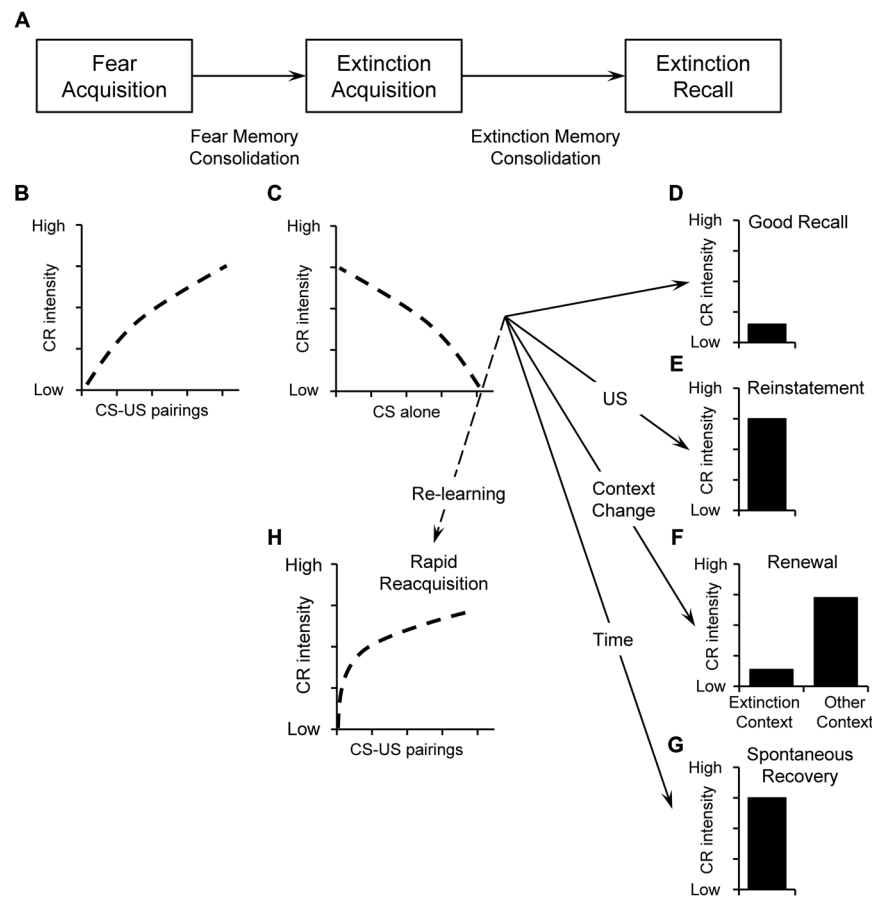 A
Fear
Acquisition
Extinction
Acquisition
Extinction
Recall
Fear Memory
Consolidation
Extinction Memory
Consolidation
B
High
CR intensity
Low
CS-US pairings
C
High
CR intensity
Low
CS alone
D
High
Good Recall
CR intensity
Low
E
High
Reinstatement
CR intensity
Low
US
Context
Change
Time
Re-learning
F
High
Renewal
CR intensity
Low
Extinction
Context
Other
Context
G
High
Spontaneous
Recovery
CR intensity
Low
H
High
Rapid
Reacquisition
CR intensity
Low
CS-US pairings